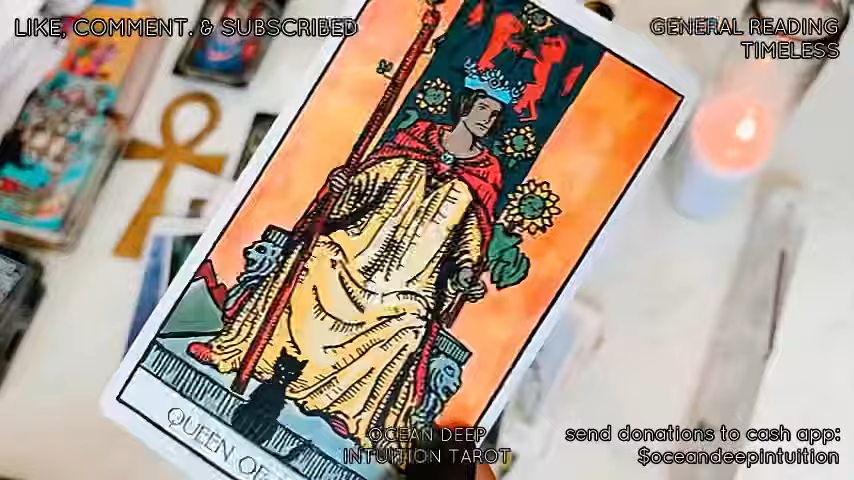 LIKE, COMMENT. & SUBSCRIBED
GENERAL READING
TIMELESS
QUEEN OF
OCEAN DEEP
INTUITION TAROT
send donations to cash app:
$oceandeepintuition